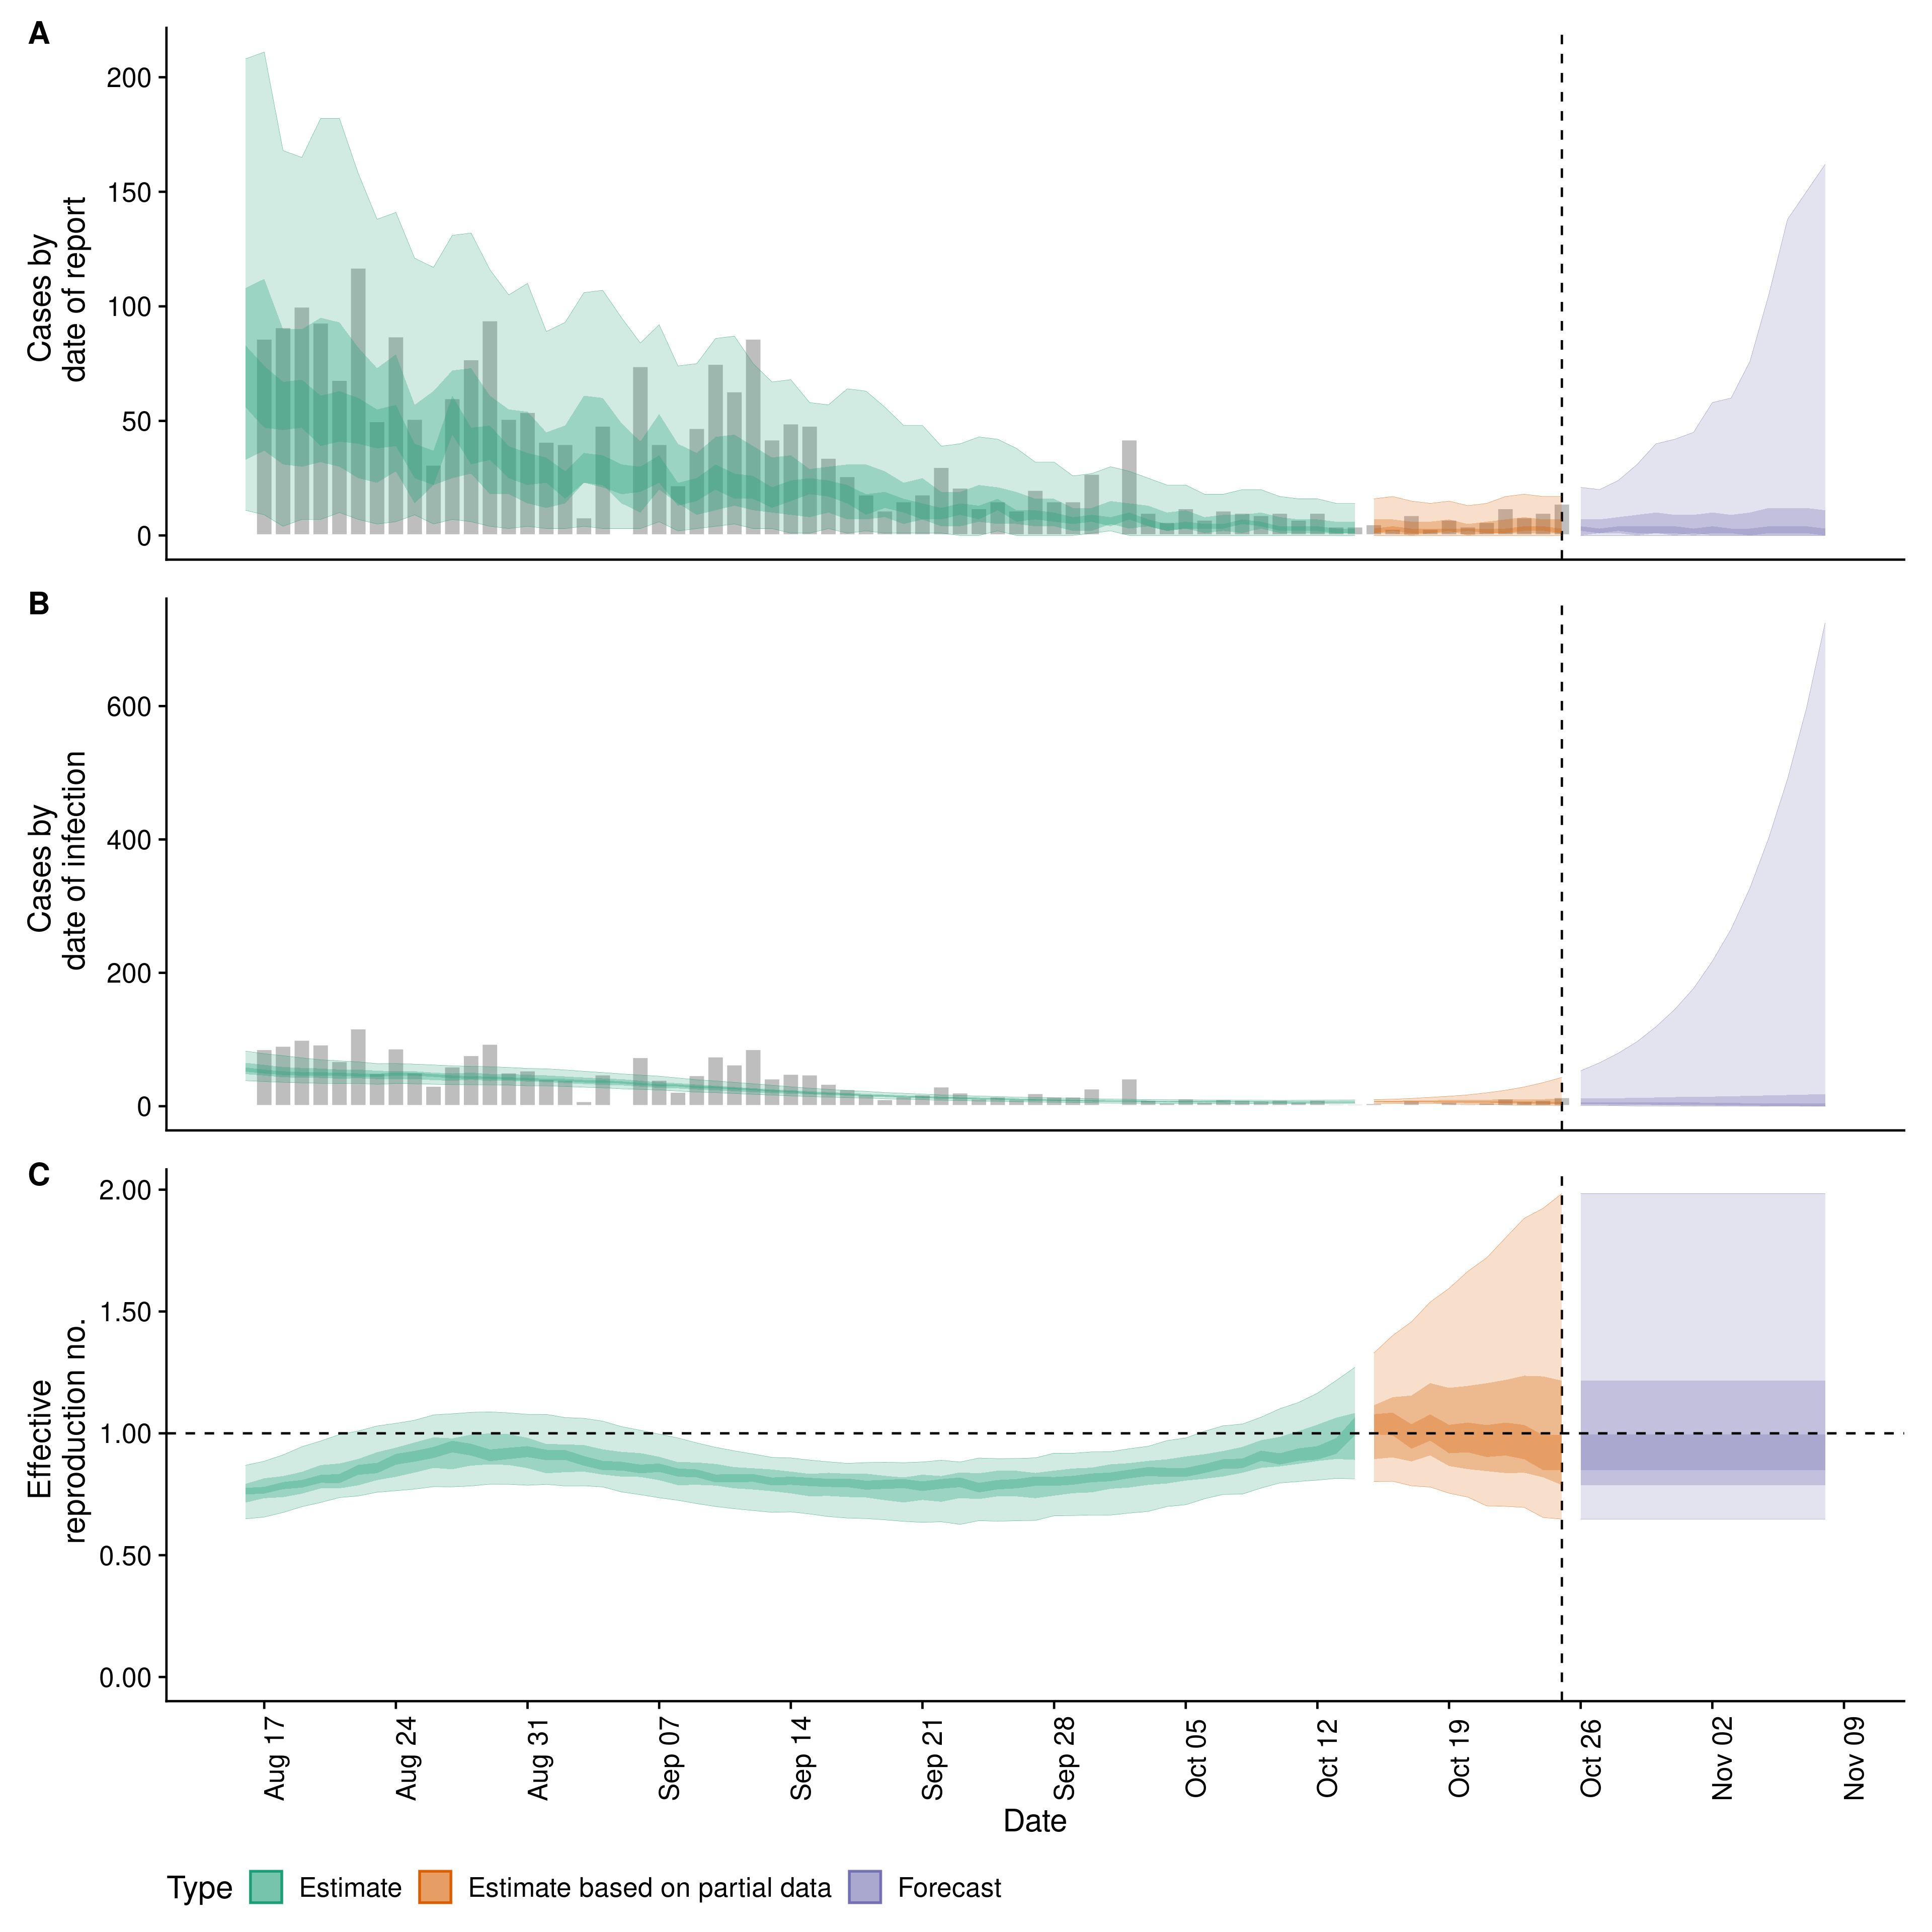 A
Cases by
date of report
200
150
100
50
0
B
Cases by
date of infection
600
400
200
0
C
Effective
reproduction no.
2.00
1.50
1.00
0.50
0.00
Aug 17
Aug 24
Aug 31
Sep 07
Sep 14
Sep 21
Sep 28
Oct 05
Oct 12
Oct 19
Oct 26
Nov 02
Nov 09
Date
Type Estimate Estimate based on partial data Forecast